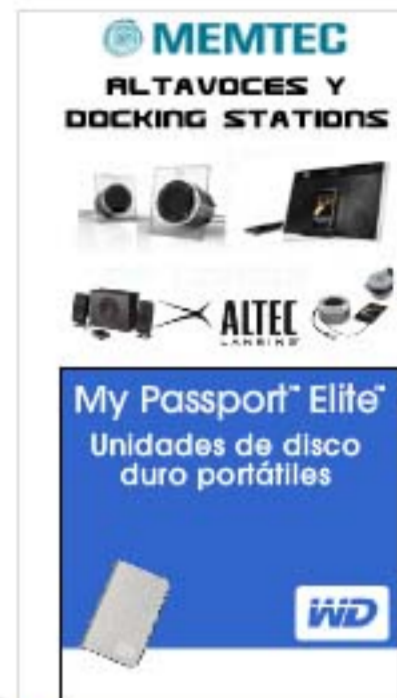 MEMTEC
ALTAVOCES Y
DOCKING STATIONS
ALTEC
LANSING
My Passport™ Elite™
Unidades de disco
duro portátiles
WD